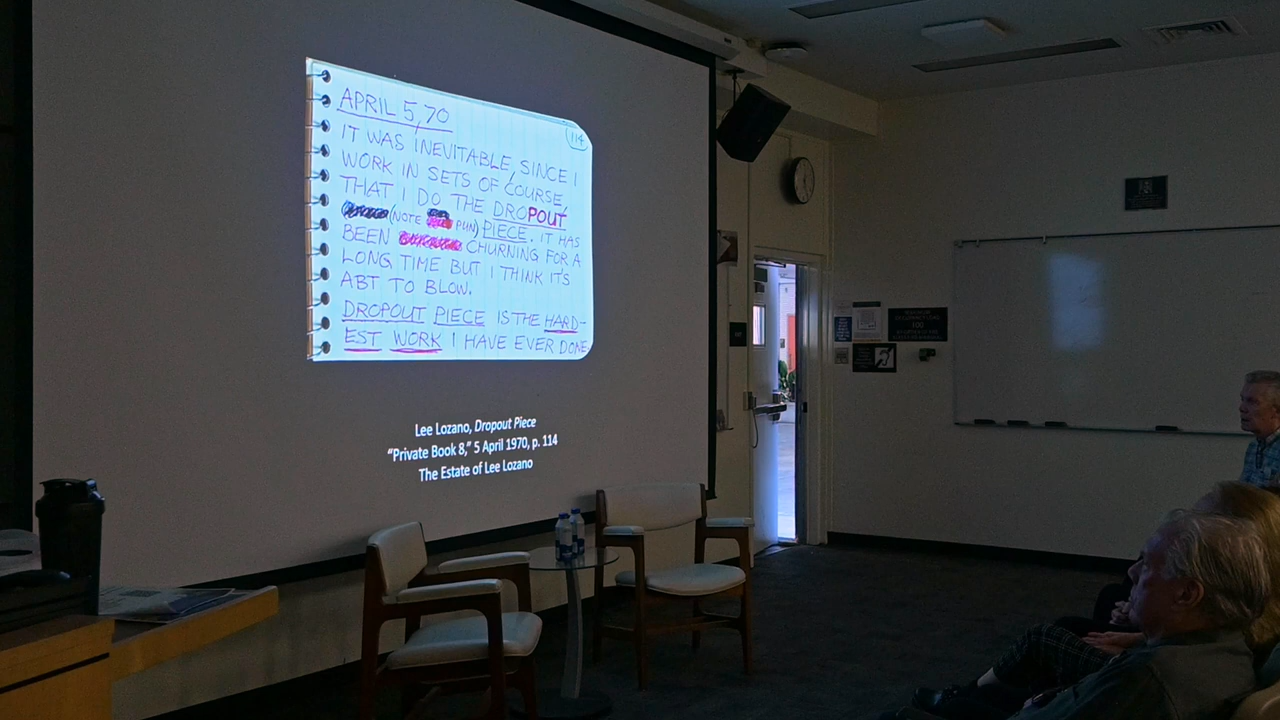 APRIL 5, 70
114
IT WAS INEVITABLE, SINCE I
WORK IN SETS OF COURSE,
THAT I DO THE DROPOUT
(NOTE PUN) PIECE. IT HAS
BEEN CHURNING FOR A
LONG TIME BUT I THINK IT'S
ABT TO BLOW.
DROPOUT PIECE IS THE HARD-
EST WORK I HAVE EVER DONE
Lee Lozano, Dropout Piece
"Private Book 8," 5 April 1970, p. 114
The Estate of Lee Lozano
100